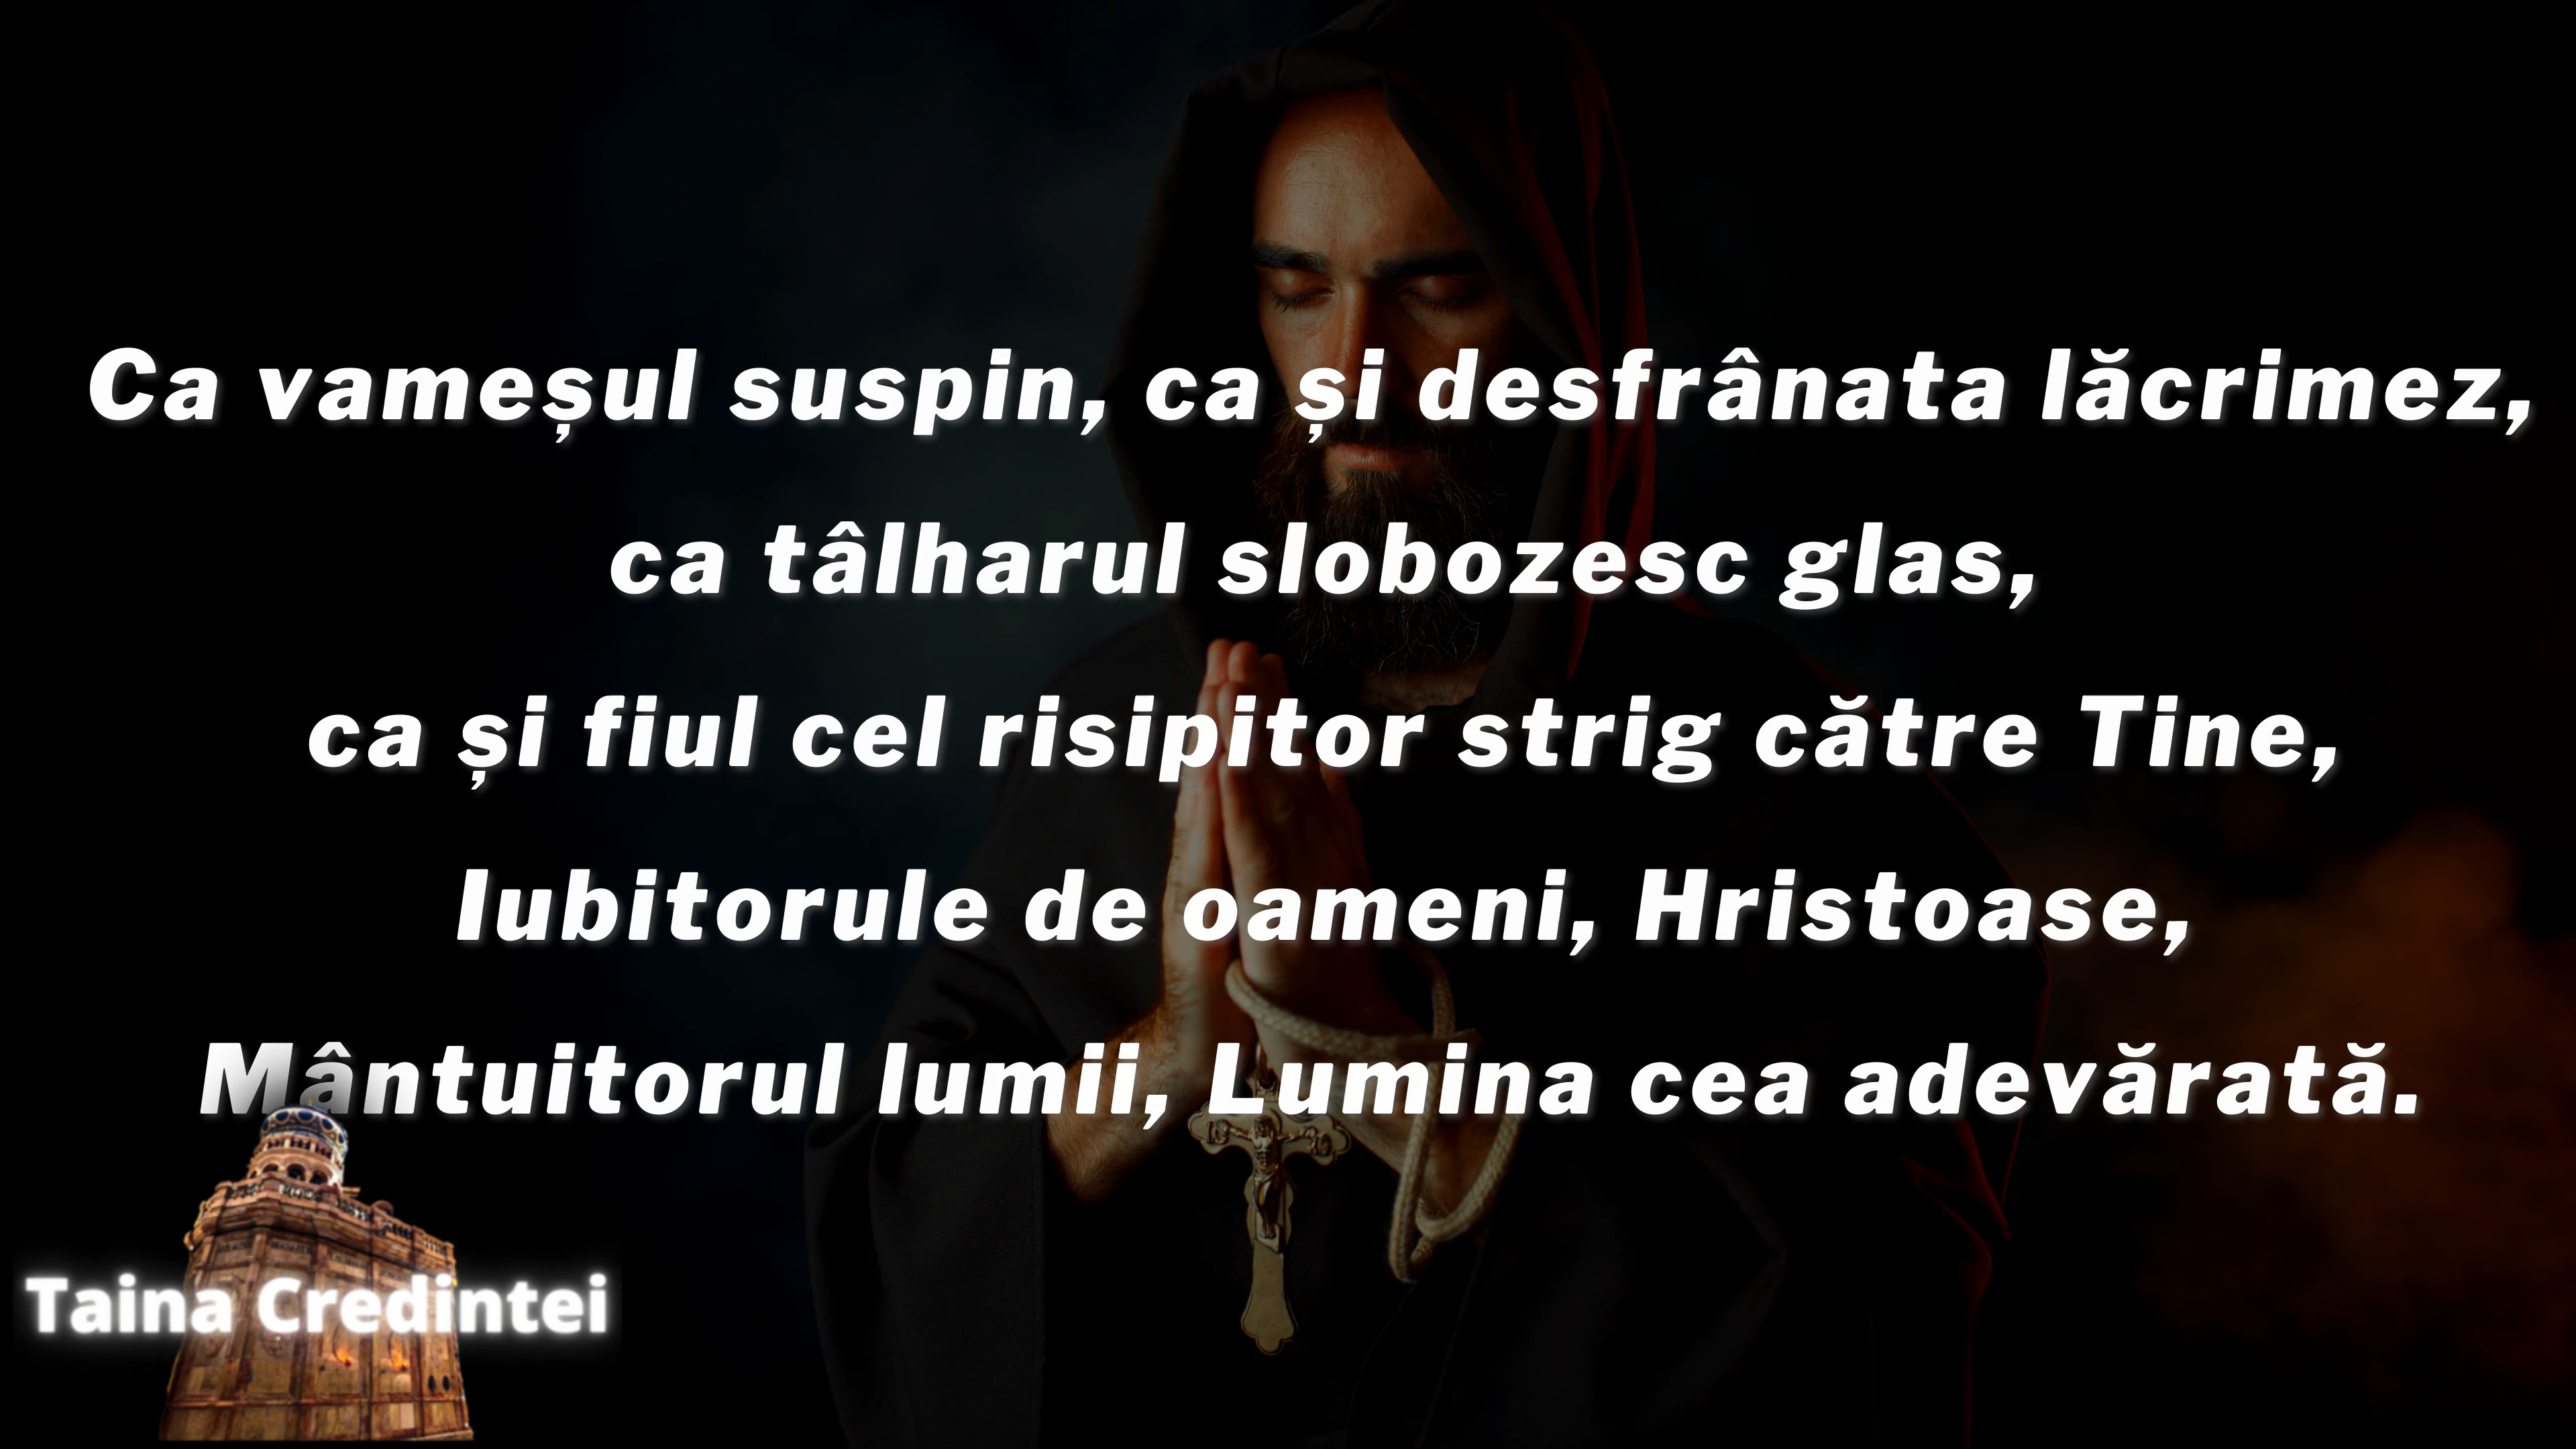 Ca vameșul suspin, ca și desfrânata lăcrimez,
ca tâlharul slobozesc glas,
ca și fiul cel risipitor strig către Tine,
Iubitorule de oameni, Hristoase,
Mântuitorul lumii, Lumina cea adevărată.
Taina Credintei